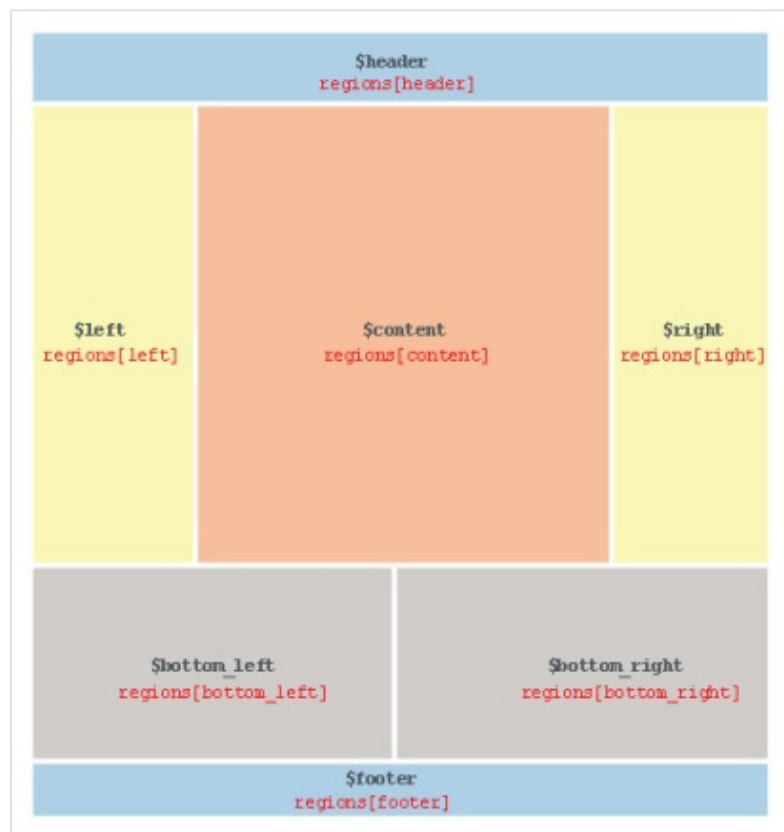 $header
regions[header]
$left
regions[left]
$content
regions[content]
$right
regions[right]
$bottom_left
regions[bottom_left]
$bottom_right
regions[bottom_right]
$footer
regions[footer]